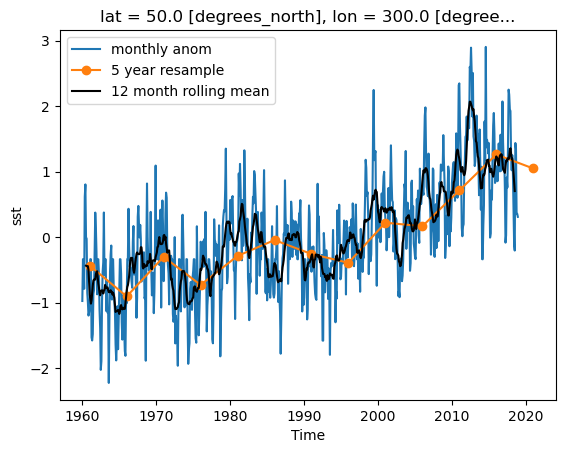 lat = 50.0 [degrees_north], lon = 300.0 [degree...
monthly anom
5 year resample
12 month rolling mean
3
2
1
0
−1
−2
sst
1960 1970 1980 1990 2000 2010 2020
Time